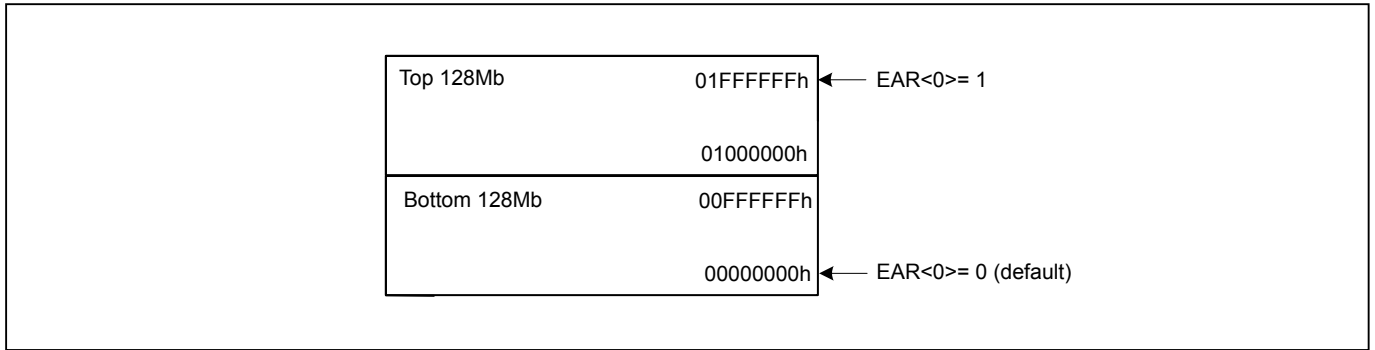 Top 128Mb 01FFFFFFh EAR<0>= 1
01000000h
Bottom 128Mb 00FFFFFFh
00000000h EAR<0>= 0 (default)